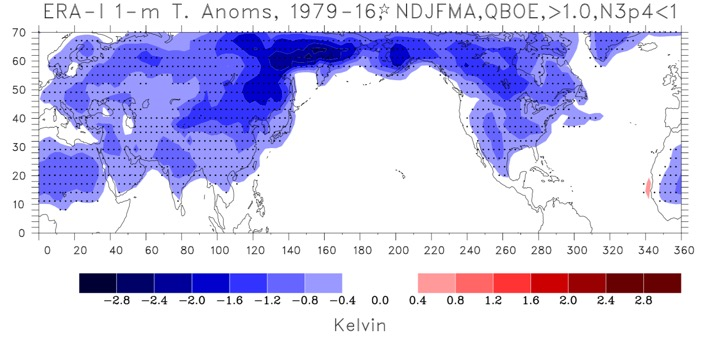 ERA-I 1-m T. Anoms, 1979-16☆ NDJFMA,QBOE,>1.0,N3p4<1
70
60
50
40
30
20
10
0
0 20 40 60 80 100 120 140 160 180 200 220 240 260 280 300 320 340 360
-2.8 -2.4 -2.0 -1.6 -1.2 -0.8 -0.4 0.0 0.4 0.8 1.2 1.6 2.0 2.4 2.8
Kelvin